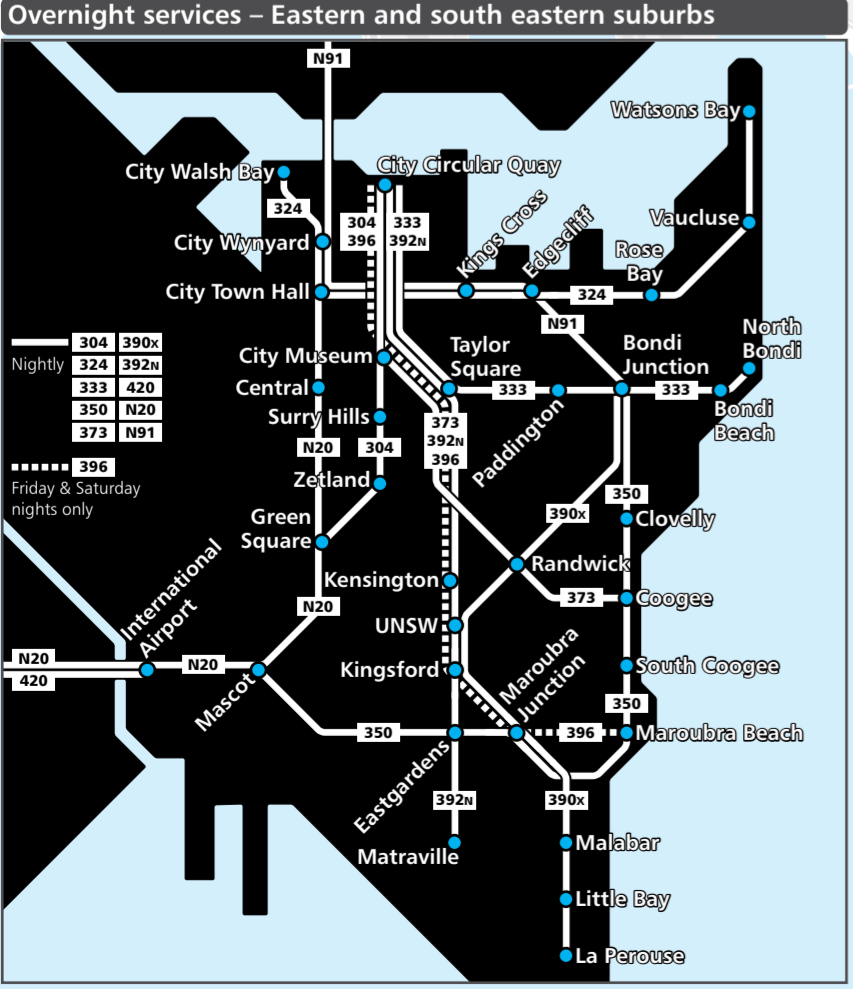 Overnight services – Eastern and south eastern suburbs
N91
Watsons Bay
City Walsh Bay
City Circular Quay
324
304
396
333
392N
Kings Cross
Edgecliff
Vaucluse
City Wynyard
Rose
Bay
City Town Hall
324
N91
Nightly
304 390x
324 392N
333 420
350 N20
373 N91
396
Friday & Saturday
nights only
City Museum
Taylor
Square
Bondi
Junction
North
Bondi
Central
333
333
Surry Hills
373
392N
396
Paddington
Bondi
Beach
N20
304
Zetland
350
390x
Clovelly
Green
Square
Randwick
Kensington
International
Airport
N20
373
Coogee
UNSW
Maroubra
Junction
N20
420
N20
Kingsford
South Coogee
Mascot
350
350
396
Maroubra Beach
Eastgardens
392N
390x
Matraville
Malabar
Little Bay
La Perouse